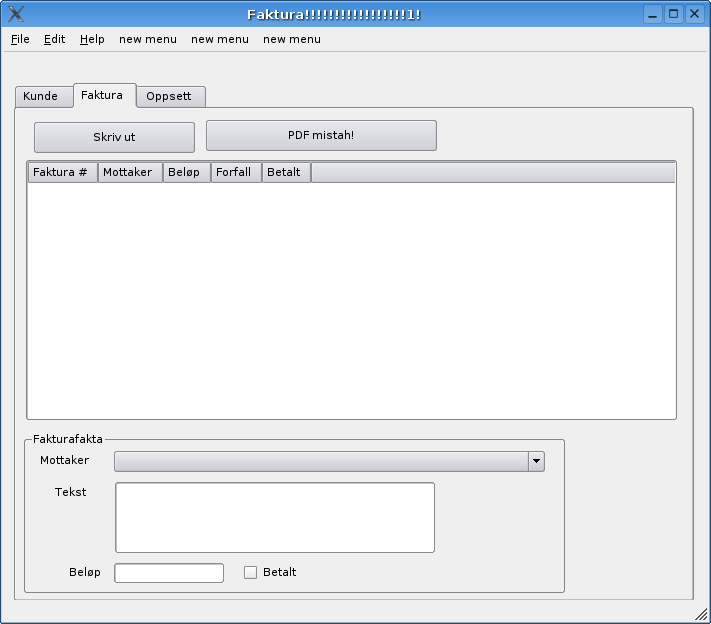 Faktura!!!!!!!!!!!!!!!!!1!
File Edit Help new menu new menu new menu
Kunde Faktura Oppsett
Skriv ut PDF mistah!
Faktura # Mottaker Beløp Forfall Betalt
Fakturafakta
Mottaker
Tekst
Beløp Betalt